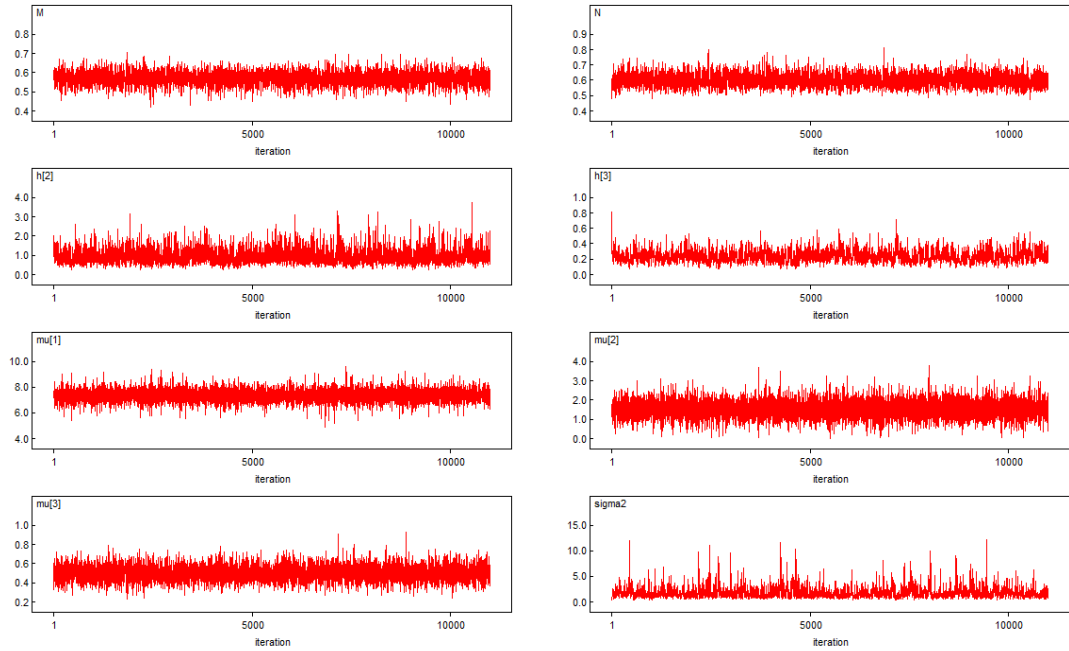 M
0.8
0.7
0.6
0.5
0.4
1 5000 10000
iteration
N
0.9
0.8
0.7
0.6
0.5
0.4
1 5000 10000
iteration
h[2]
4.0
3.0
2.0
1.0
0.0
1 5000 10000
iteration
h[3]
1.0
0.8
0.6
0.4
0.2
0.0
1 5000 10000
iteration
mu[1]
10.0
8.0
6.0
4.0
1 5000 10000
iteration
mu[2]
4.0
3.0
2.0
1.0
0.0
1 5000 10000
iteration
mu[3]
1.0
0.8
0.6
0.4
0.2
1 5000 10000
iteration
sigma2
15.0
10.0
5.0
0.0
1 5000 10000
iteration